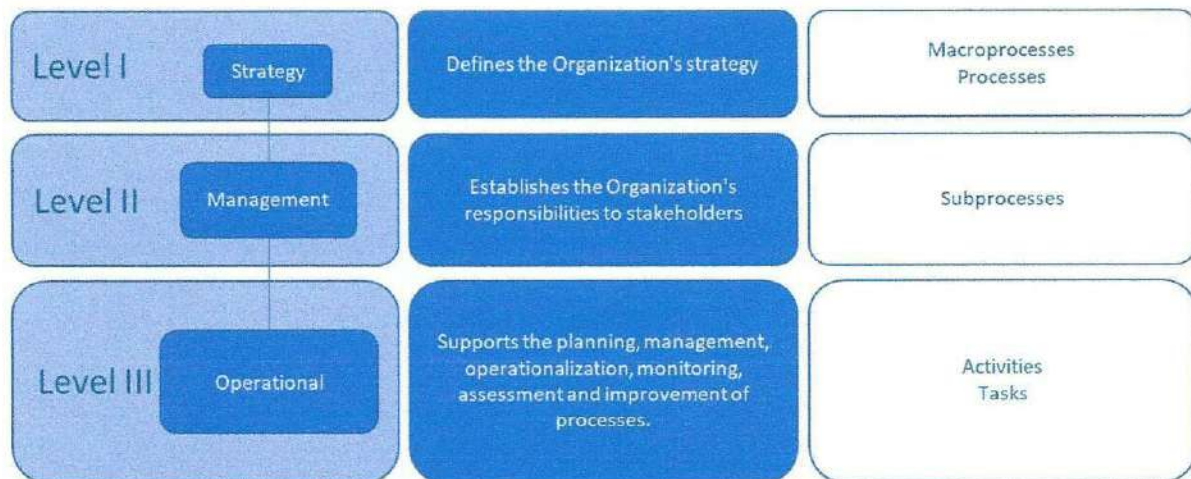 Level I
Strategy
Defines the Organization's strategy
Macroprocesses
Processes
Level II
Management
Establishes the Organization's
responsibilities to stakeholders
Subprocesses
Level III
Operational
Supports the planning, management,
operationalization, monitoring,
assessment and improvement of
processes.
Activities
Tasks